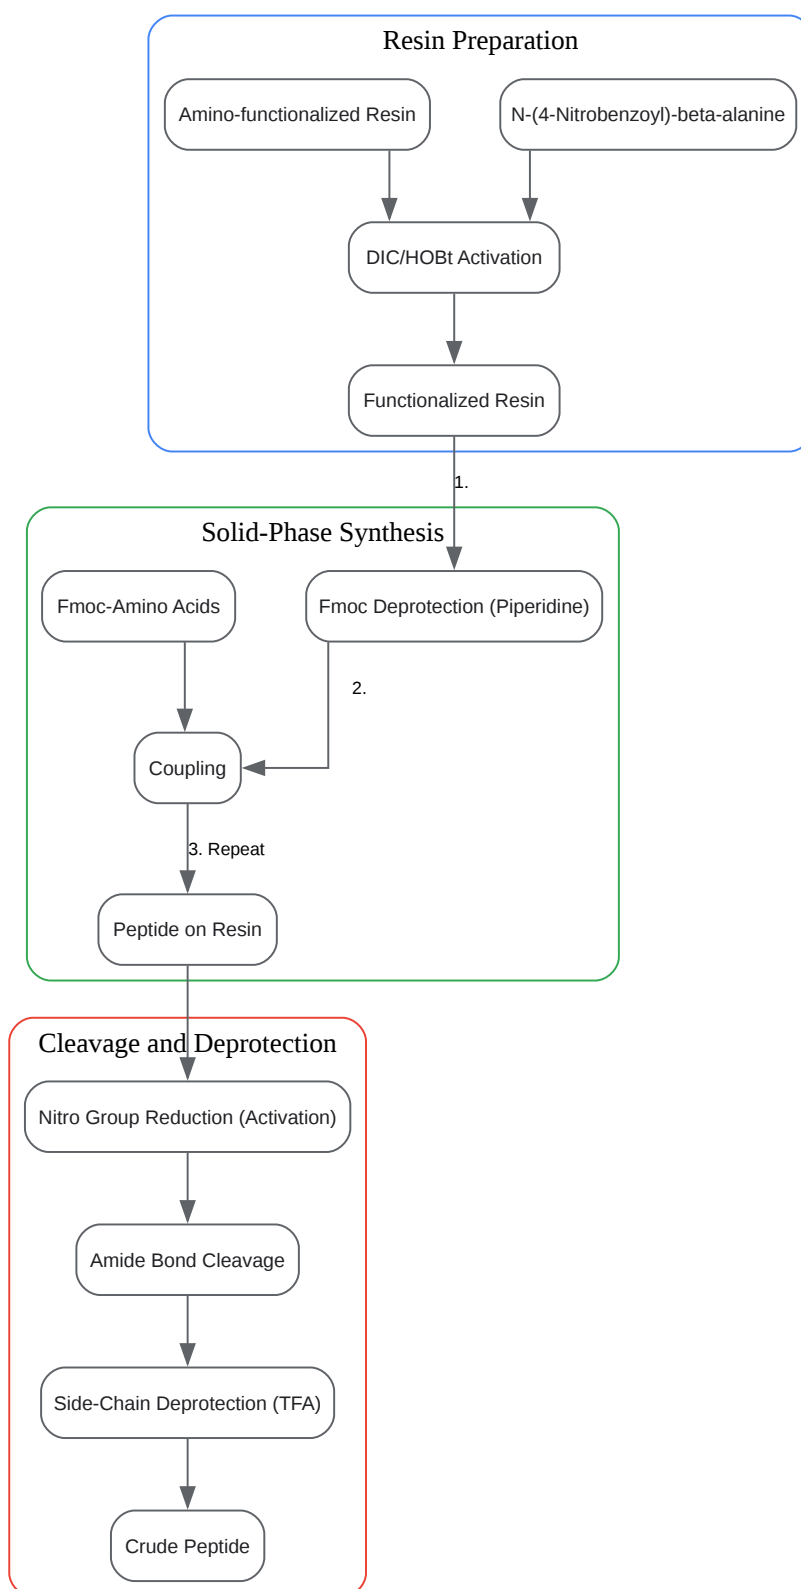 Resin Preparation
Amino-functionalized Resin
N-(4-Nitrobenzoyl)-beta-alanine
DIC/HOBt Activation
Functionalized Resin
1.
Solid-Phase Synthesis
Fmoc-Amino Acids
Fmoc Deprotection (Piperidine)
2.
Coupling
3. Repeat
Peptide on Resin
Cleavage and Deprotection
Nitro Group Reduction (Activation)
Amide Bond Cleavage
Side-Chain Deprotection (TFA)
Crude Peptide